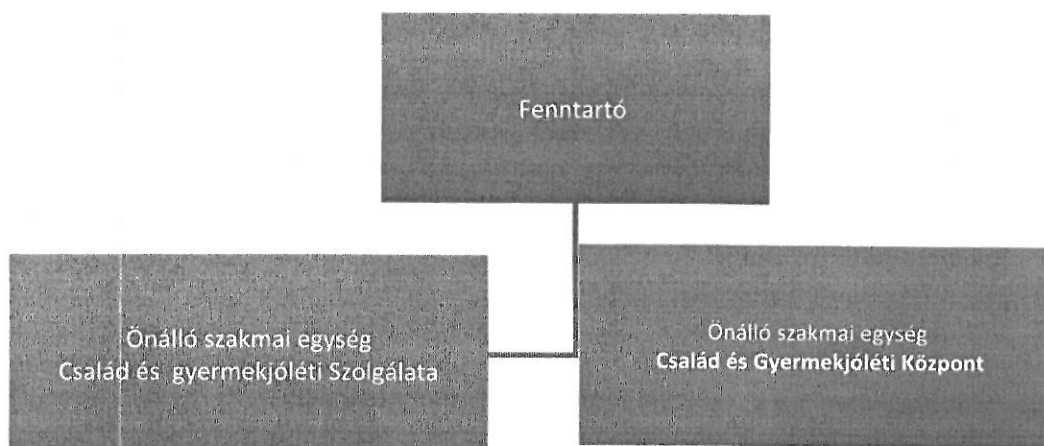 Fenntartó
Önálló szakmai egység
Család és gyermekjóléti Szolgálata
Önálló szakmai egység
Család és Gyermekjóléti Központ